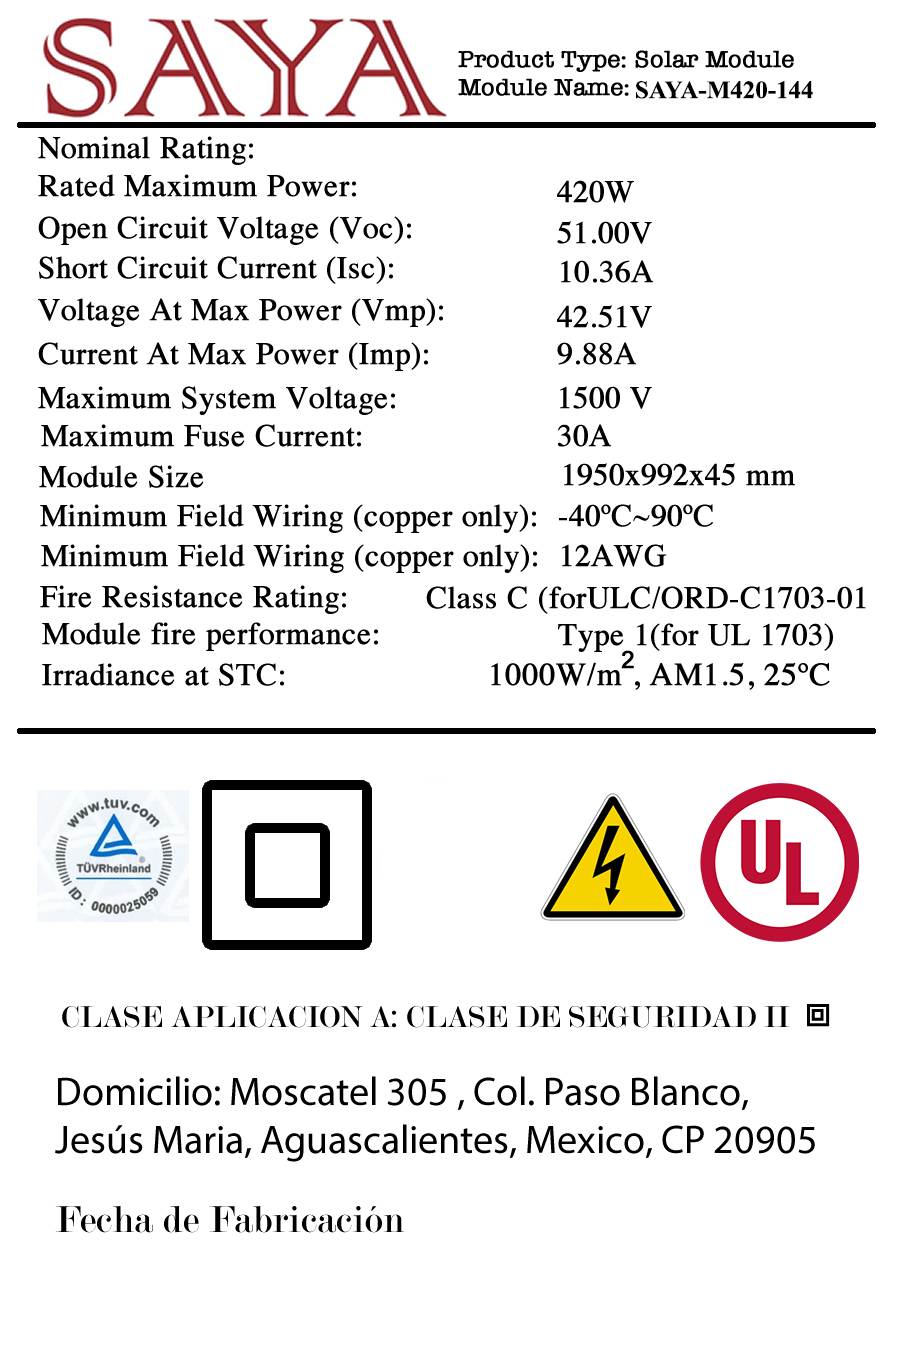 SAYA
Product Type: Solar Module
Module Name: SAYA-M420-144
Nominal Rating:
Rated Maximum Power: 420W
Open Circuit Voltage (Voc): 51.00V
Short Circuit Current (Isc): 10.36A
Voltage At Max Power (Vmp): 42.51V
Current At Max Power (Imp): 9.88A
Maximum System Voltage: 1500 V
Maximum Fuse Current: 30A
Module Size 1950x992x45 mm
Minimum Field Wiring (copper only): -40ºC~90ºC
Minimum Field Wiring (copper only): 12AWG
Fire Resistance Rating: Class C (forULC/ORD-C1703-01
Module fire performance: Type 1(for UL 1703)
Irradiance at STC: 1000W/m², AM1.5, 25ºC
www.tuv.com
TÜVRheinland®
ID: 0000025059
UL
CLASE APLICACION A: CLASE DE SEGURIDAD II
Domicilio: Moscatel 305 , Col. Paso Blanco,
Jesús Maria, Aguascalientes, Mexico, CP 20905
Fecha de Fabricación